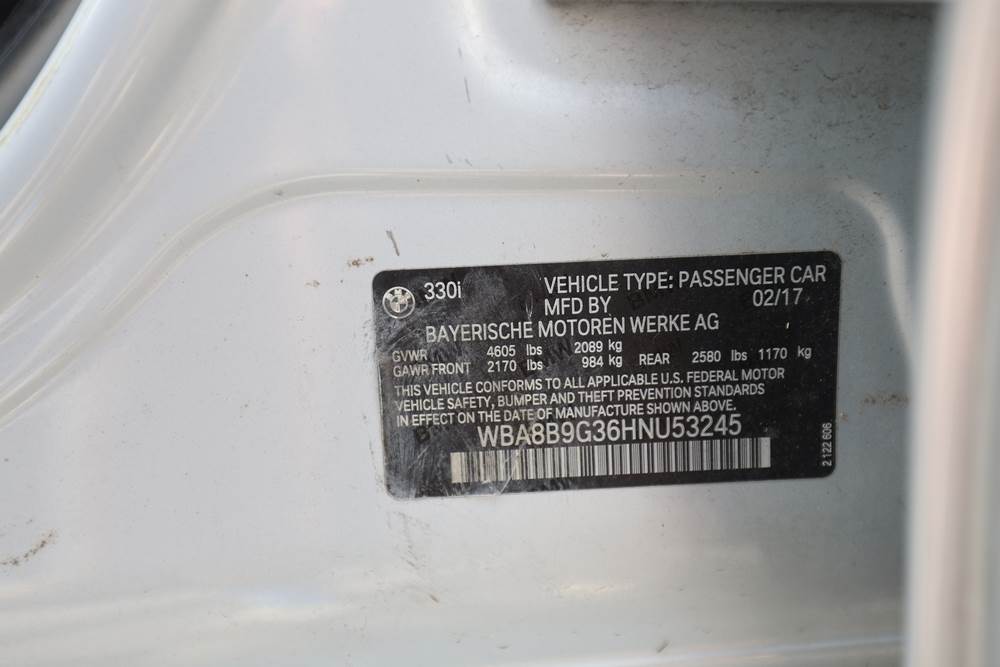 330i VEHICLE TYPE: PASSENGER CAR
MFD BY 02/17
BAYERISCHE MOTOREN WERKE AG
GVWR 4605 lbs 2089 kg
GAWR FRONT 2170 lbs 984 kg REAR 2580 lbs 1170 kg
THIS VEHICLE CONFORMS TO ALL APPLICABLE U.S. FEDERAL MOTOR
VEHICLE SAFETY, BUMPER AND THEFT PREVENTION STANDARDS
IN EFFECT ON THE DATE OF MANUFACTURE SHOWN ABOVE.
WBA8B9G36HNU53245
2 122 606